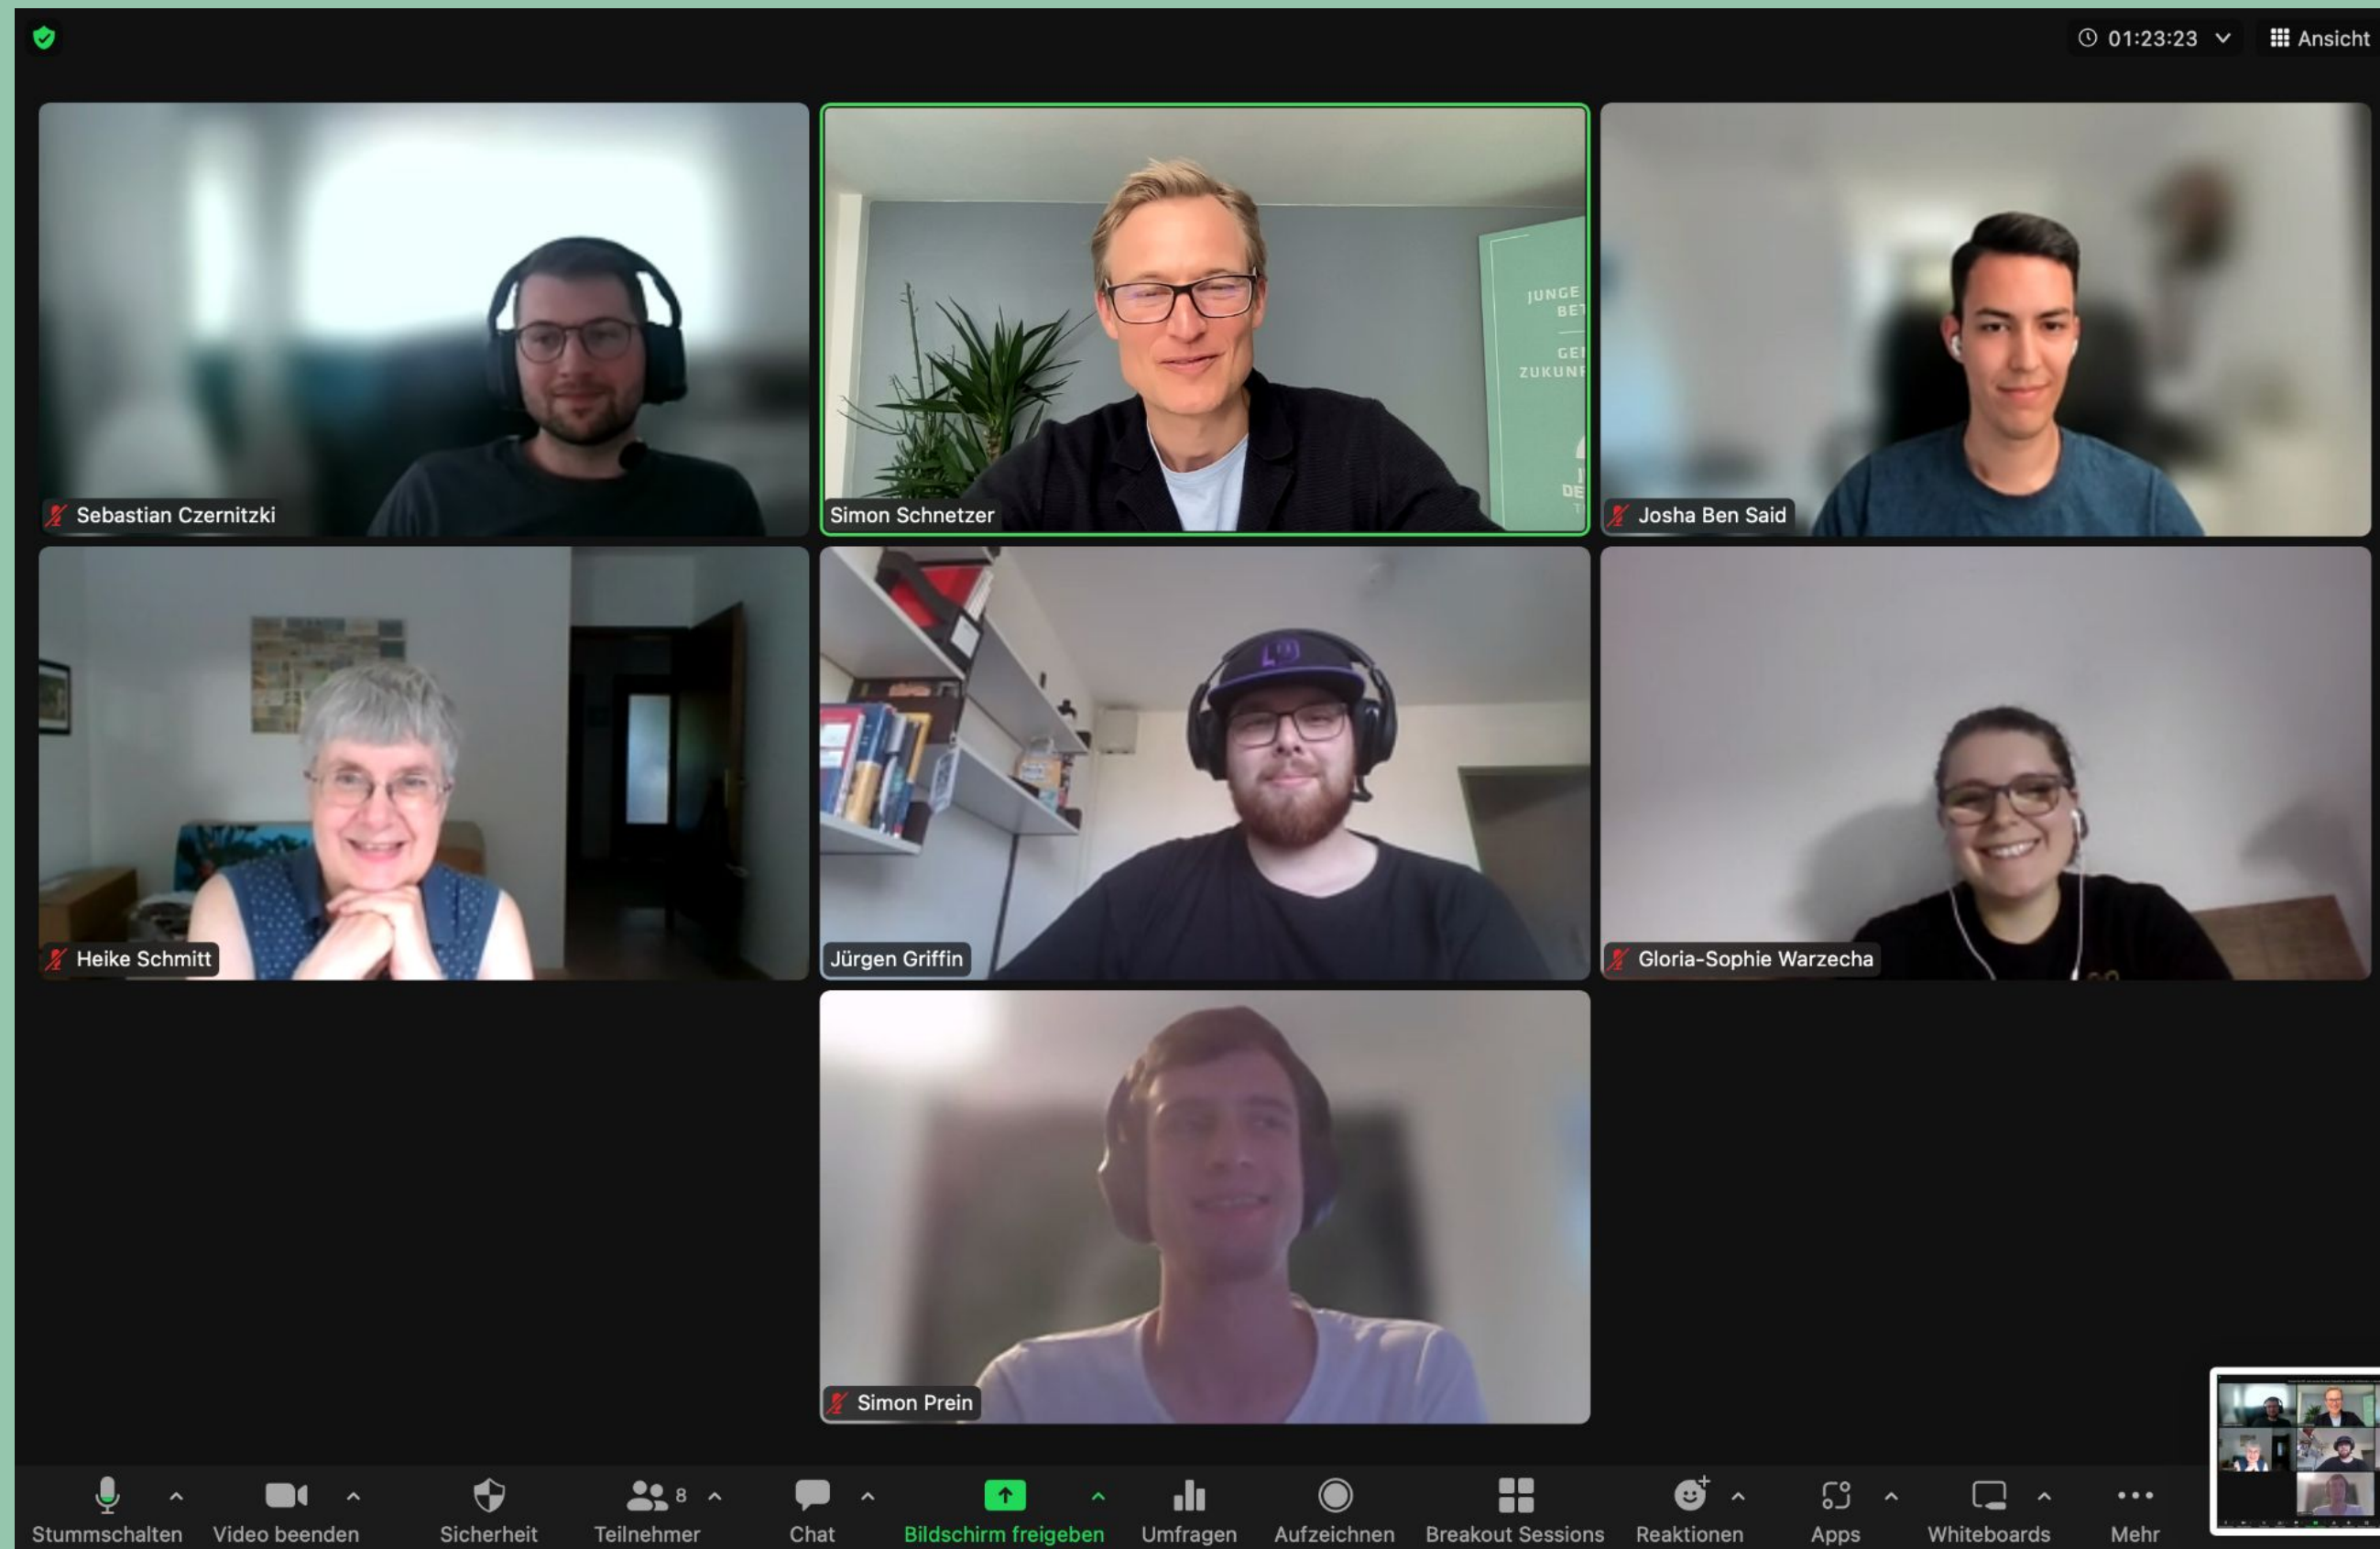 01:23:23
Ansicht
Sebastian Czernitzki
Simon Schnetzer
Josha Ben Said
JUNGE
Heike Schmitt
Jürgen Griffin
Gloria-Sophie Warzecha
Simon Prein
8
Stummschalten
Video beenden
Sicherheit
Teilnehmer
Chat
Bildschirm freigeben
Umfragen
Aufzeichnen
Breakout Sessions
Reaktionen
Apps
Whiteboards
Mehr